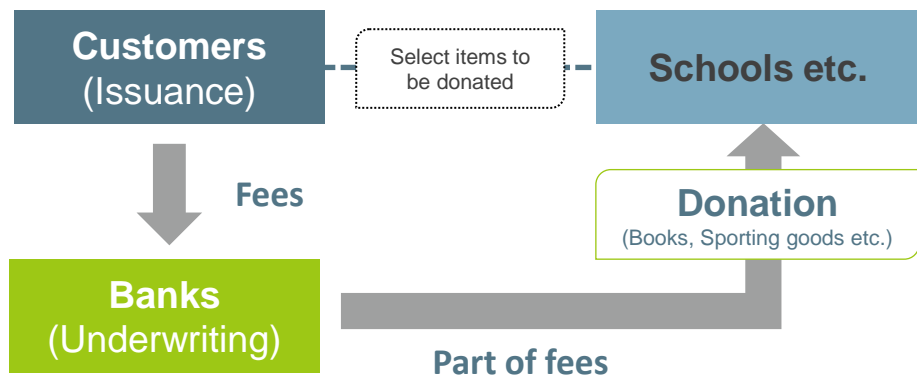 Customers
(Issuance)
Select items to
be donated
Schools etc.
Fees
Donation
(Books, Sporting goods etc.)
Banks
(Underwriting)
Part of fees